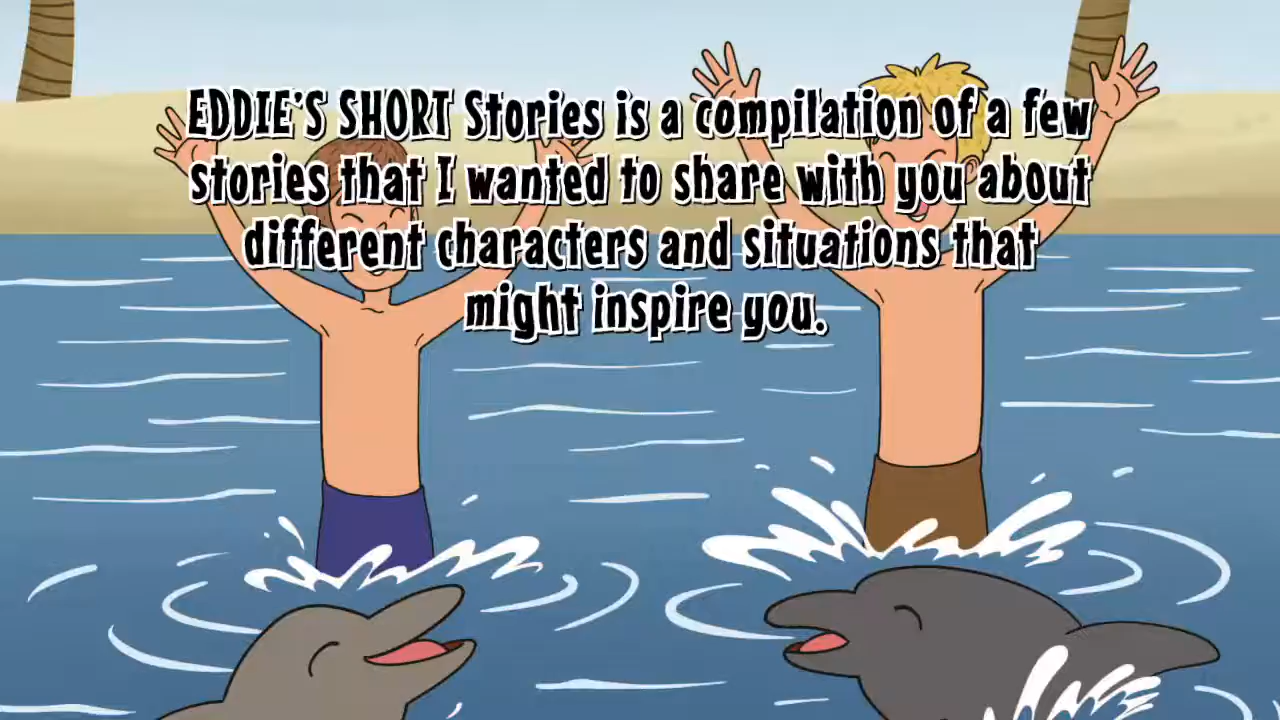 EDDIE'S SHORT Stories is a compilation of a few
stories that I wanted to share with you about
different characters and situations that
might inspire you.